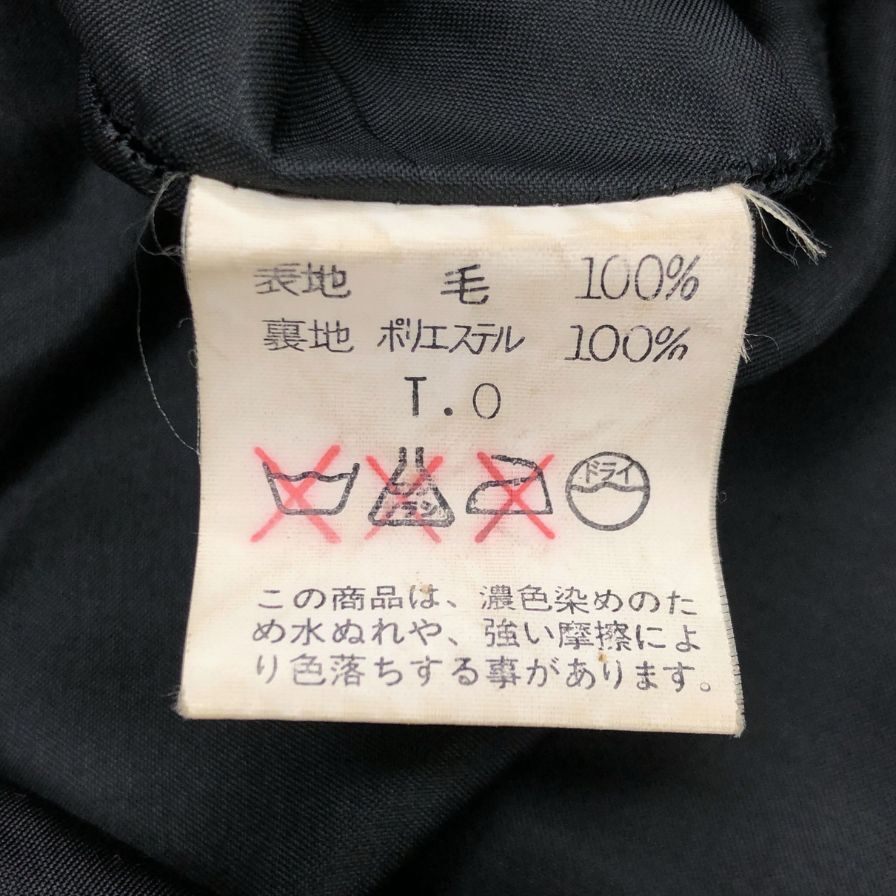 表地 毛 100%
裏地 ポリエステル 100%
T.O
ドライ
この商品は、濃色染めのた
め水ぬれや、強い摩擦によ
り色落ちする事があります。